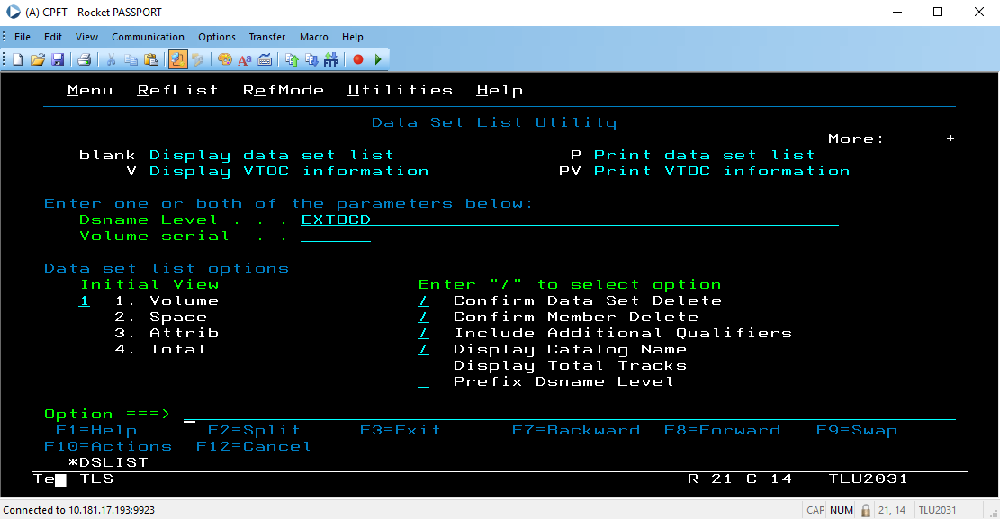 (A) CPFT - Rocket PASSPORT
File Edit View Communication Options Transfer Macro Help
Menu RefList RefMode Utilities Help
Data Set List Utility
More: +
blank Display data set list P Print data set list
V Display VTOC information PV Print VTOC information
Enter one or both of the parameters below:
Dsname Level . . . EXTBCD
Volume serial . .
Data set list options
Initial View Enter "/" to select option
1 1. Volume / Confirm Data Set Delete
2. Space / Confirm Member Delete
3. Attrib / Include Additional Qualifiers
4. Total / Display Catalog Name
_ Display Total Tracks
_ Prefix Dsname Level
Option ===>
F1=Help F2=Split F3=Exit F7=Backward F8=Forward F9=Swap
F10=Actions F12=Cancel
*DSLIST
Te TLS R 21 C 14 TLU2031
Connected to 10.181.17.193:9923 CAP NUM 21, 14 TLU2031